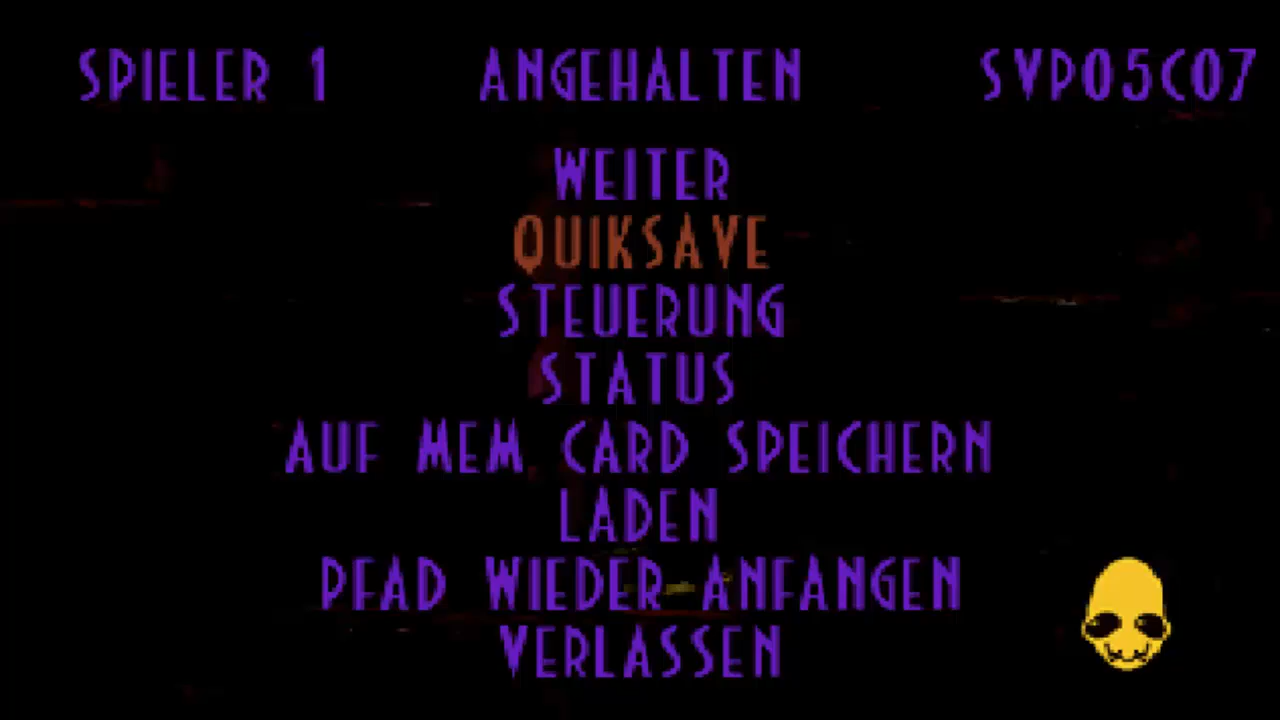 SPIELER 1 ANGEHALTEN SVP05C07
WEITER
QUIKSAVE
STEUERUNG
STATUS
AUF MEM CARD SPEICHERN
LADEN
PFAD WIEDER ANFANGEN
VERLASSEN